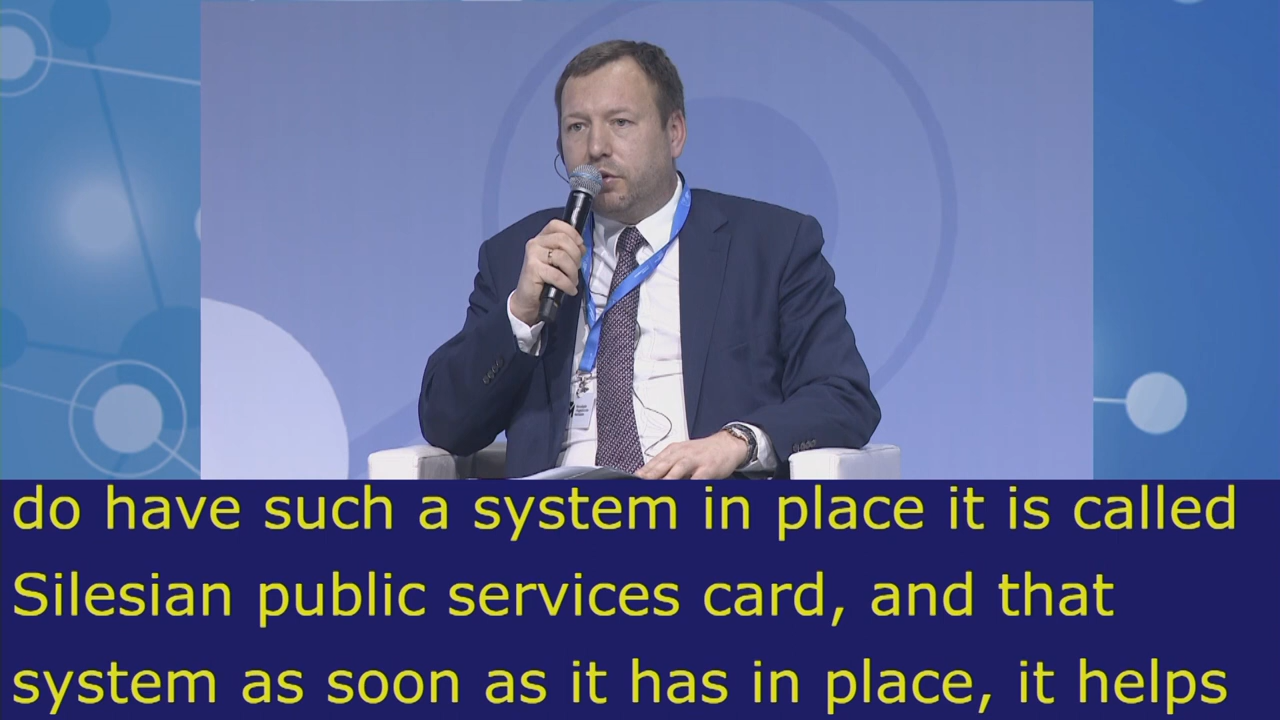 do have such a system in place it is called
Silesian public services card, and that
system as soon as it has in place, it helps